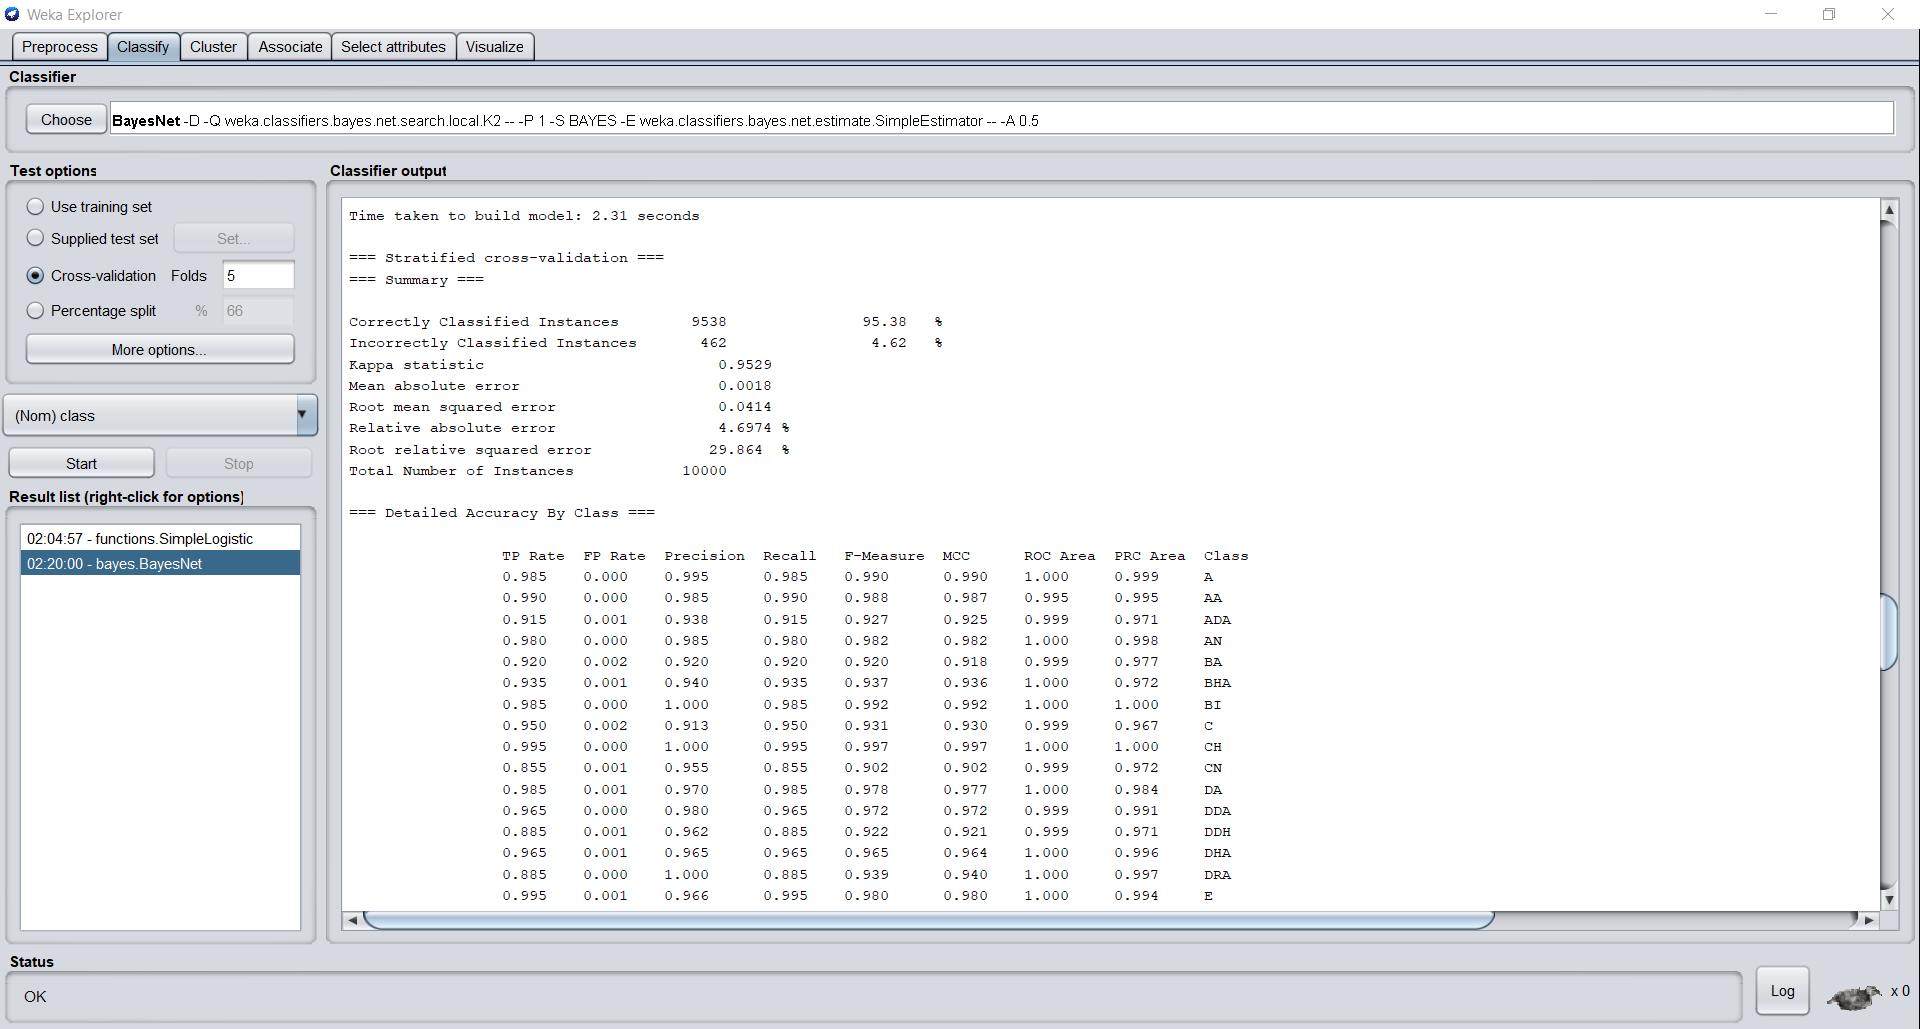 Weka Explorer
Preprocess Classify Cluster Associate Select attributes Visualize
Classifier
Choose BayesNet -D -Q weka.classifiers.bayes.net.search.local.K2 -- -P 1 -S BAYES -E weka.classifiers.bayes.net.estimate.SimpleEstimator -- -A 0.5
Test options
Use training set
Supplied test set Set...
Cross-validation Folds 5
Percentage split % 66
More options...
(Nom) class
Start Stop
Result list (right-click for options)
02:04:57 - functions.SimpleLogistic
02:20:00 - bayes.BayesNet
Classifier output
Time taken to build model: 2.31 seconds
=== Stratified cross-validation ===
=== Summary ===
Correctly Classified Instances 9538 95.38 %
Incorrectly Classified Instances 462 4.62 %
Kappa statistic 0.9529
Mean absolute error 0.0018
Root mean squared error 0.0414
Relative absolute error 4.6974 %
Root relative squared error 29.864 %
Total Number of Instances 10000
=== Detailed Accuracy By Class ===
TP Rate FP Rate Precision Recall F-Measure MCC ROC Area PRC Area Class
0.985 0.000 0.995 0.985 0.990 0.990 1.000 0.999 A
0.990 0.000 0.985 0.990 0.988 0.987 0.995 0.995 AA
0.915 0.001 0.938 0.915 0.927 0.925 0.999 0.971 ADA
0.980 0.000 0.985 0.980 0.982 0.982 1.000 0.998 AN
0.920 0.002 0.920 0.920 0.920 0.918 0.999 0.977 BA
0.935 0.001 0.940 0.935 0.937 0.936 1.000 0.972 BHA
0.985 0.000 1.000 0.985 0.992 0.992 1.000 1.000 BI
0.950 0.002 0.913 0.950 0.931 0.930 0.999 0.967 C
0.995 0.000 1.000 0.995 0.997 0.997 1.000 1.000 CH
0.855 0.001 0.955 0.855 0.902 0.902 0.999 0.972 CN
0.985 0.001 0.970 0.985 0.978 0.977 1.000 0.984 DA
0.965 0.000 0.980 0.965 0.972 0.972 0.999 0.991 DDA
0.885 0.001 0.962 0.885 0.922 0.921 0.999 0.971 DDH
0.965 0.001 0.965 0.965 0.965 0.964 1.000 0.996 DHA
0.885 0.000 1.000 0.885 0.939 0.940 1.000 0.997 DRA
0.995 0.001 0.966 0.995 0.980 0.980 1.000 0.994 E
Status
OK
Log x 0